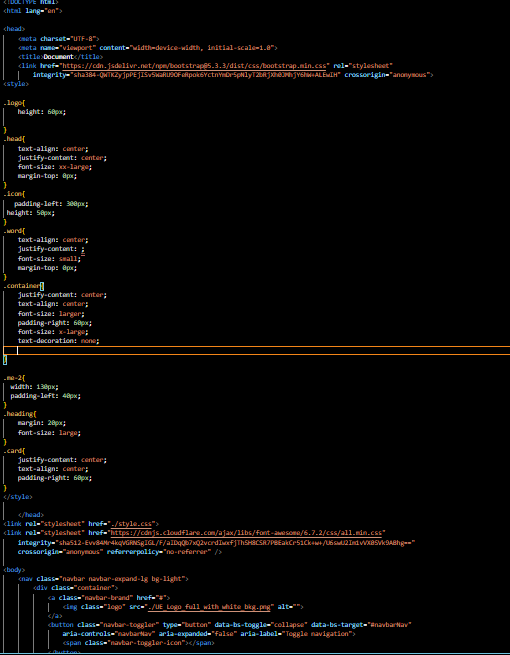 <!DOCTYPE html>
<html lang="en">
<head>
<meta charset="UTF-8">
<meta name="viewport" content="width=device-width, initial-scale=1.0">
<title>Document</title>
<link href="https://cdn.jsdelivr.net/npm/bootstrap@5.3.3/dist/css/bootstrap.min.css" rel="stylesheet"
integrity="sha384-QWTKZyjpPEjISv5WaRU9OFeRpok6YctnYmDr5pNlyT2bRjXh0JMhjY6hW+ALEwIH" crossorigin="anonymous">
<style>
.logo{
height: 60px;
}
.head{
text-align: center;
justify-content: center;
font-size: xx-large;
margin-top: 0px;
}
.icon{
padding-left: 300px;
height: 50px;
}
.word{
text-align: center;
justify-content: ;
font-size: small;
margin-top: 0px;
}
.container{
justify-content: center;
text-align: center;
font-size: larger;
padding-right: 60px;
font-size: x-large;
text-decoration: none;
}
.me-2{
width: 130px;
padding-left: 40px;
}
.heading{
margin: 20px;
font-size: large;
}
.card{
justify-content: center;
text-align: center;
padding-right: 60px;
}
</style>
</head>
<link rel="stylesheet" href="./style.css">
<link rel="stylesheet" href="https://cdnjs.cloudflare.com/ajax/libs/font-awesome/6.7.2/css/all.min.css"
crossorigin="anonymous" referrerpolicy="no-referrer" />
<body>
<nav class="navbar navbar-expand-lg bg-light">
<div class="container">
<a class="navbar-brand" href="#">
<img class="logo" src="./UE_Logo_full_with_white_bkg.png" alt="">
</a>
<button class="navbar-toggler" type="button" data-bs-toggle="collapse" data-bs-target="#navbarNav"
aria-controls="navbarNav" aria-expanded="false" aria-label="Toggle navigation">
<span class="navbar-toggler-icon"></span>
</button>